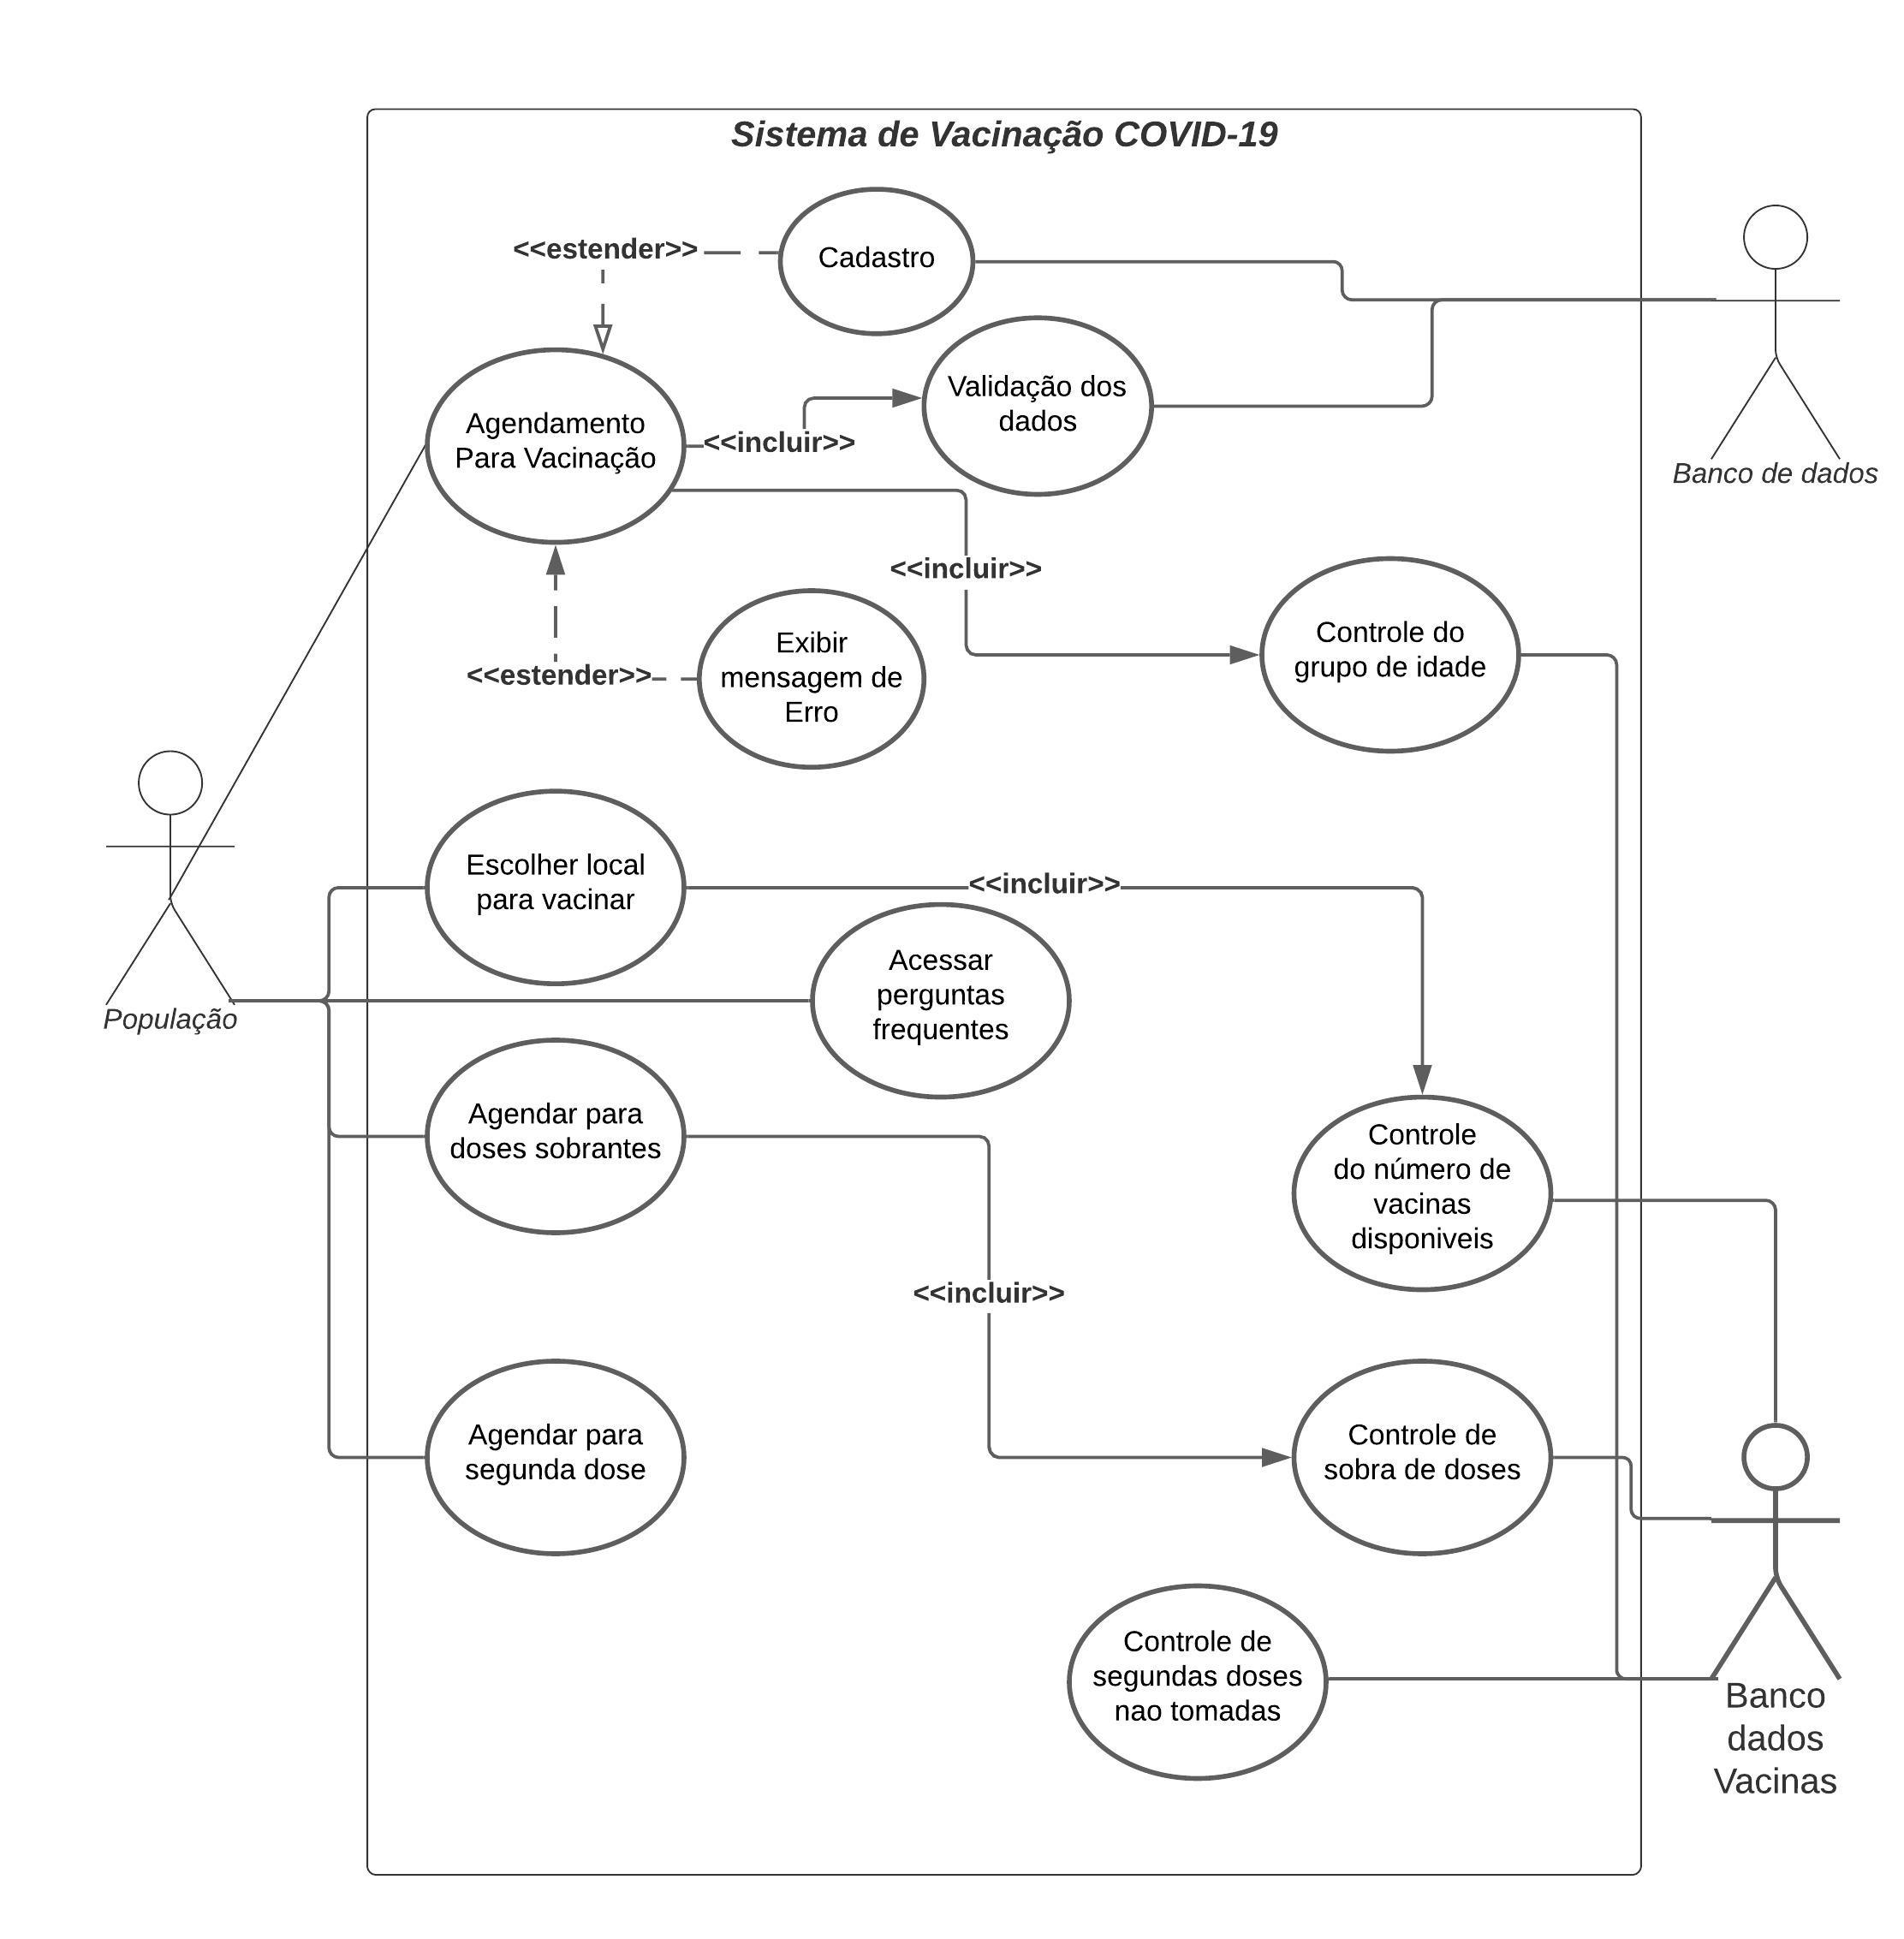 Sistema de Vacinação COVID-19
<<estender>>
Cadastro
Validação dos
dados
Agendamento
Para Vacinação
<<incluir>>
Banco de dados
<<incluir>>
Controle do
grupo de idade
Exibir
mensagem de
Erro
<<estender>>
Escolher local
para vacinar
<<incluir>>
Acessar
perguntas
frequentes
População
Agendar para
doses sobrantes
Controle
do número de
vacinas
disponiveis
<<incluir>>
Agendar para
segunda dose
Controle de
sobra de doses
Controle de
segundas doses
nao tomadas
Banco
dados
Vacinas